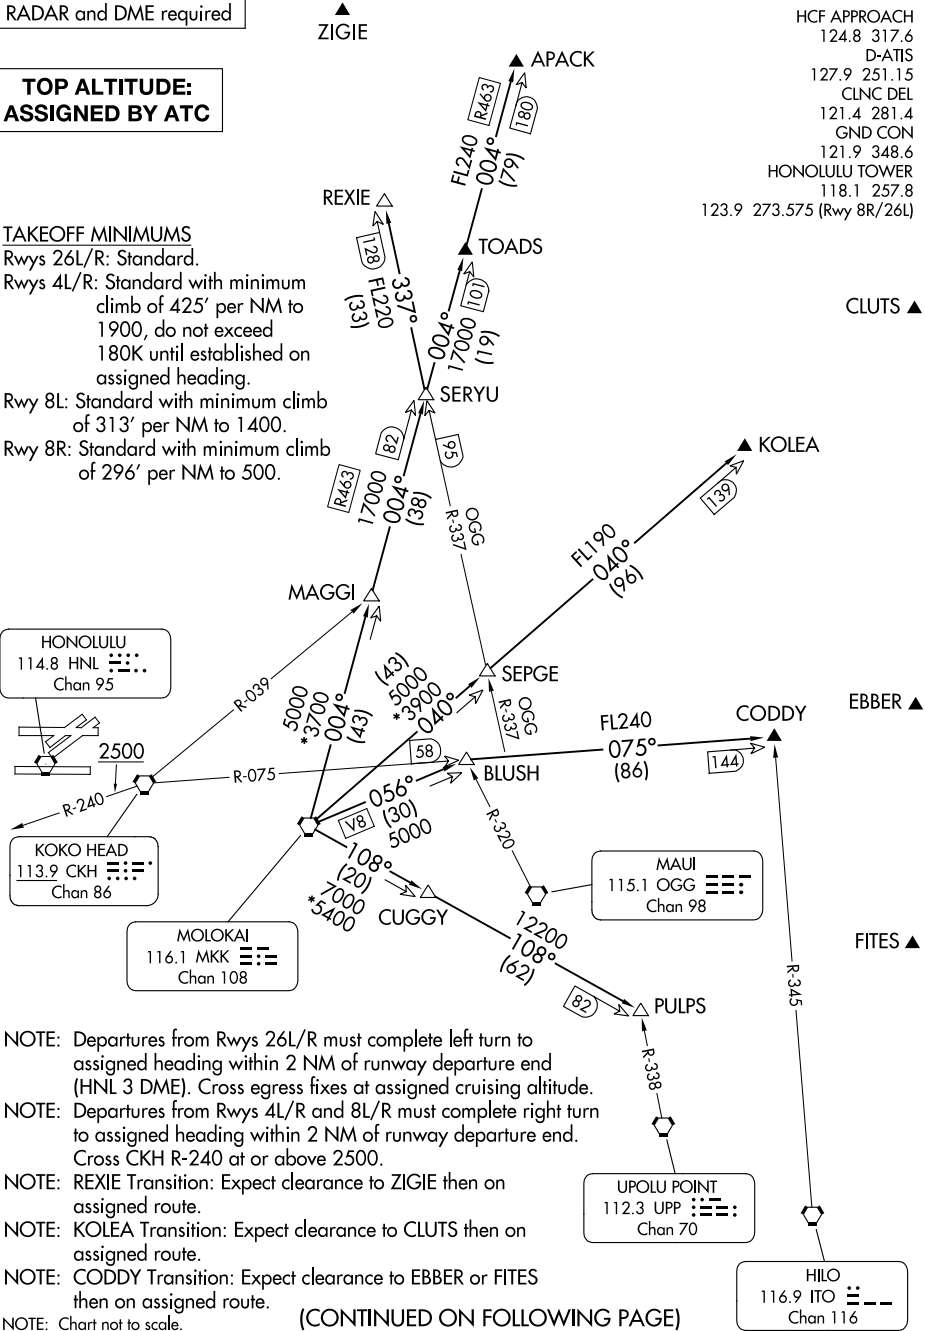 RADAR and DME required
ZIGIE
HCF APPROACH
124.8 317.6
D-ATIS
127.9 251.15
CLNC DEL
121.4 281.4
GND CON
121.9 348.6
HONOLULU TOWER
118.1 257.8
123.9 273.575 (Rwy 8R/26L)
TOP ALTITUDE:
ASSIGNED BY ATC
APACK
R463
180
FL240
004°
(79)
REXIE
TOADS
128
FL220
(33)
337°
101
004°
17000
(19)
TAKEOFF MINIMUMS
Rwys 26L/R: Standard.
Rwys 4L/R: Standard with minimum
climb of 425' per NM to
1900, do not exceed
180K until established on
assigned heading.
Rwy 8L: Standard with minimum climb
of 313' per NM to 1400.
Rwy 8R: Standard with minimum climb
of 296' per NM to 500.
CLUTS
SERYU
82
95
R463
17000
004°
(38)
OGG
R-337
KOLEA
139
FL190
040°
(96)
MAGGI
HONOLULU
114.8 HNL
Chan 95
R-039
5000
*3700
004°
(43)
(43)
5000
*3900
040°
SEPGE
OGG
R-337
EBBER
2500
R-240
R-075
58
BLUSH
FL240
075°
(86)
CODDY
144
V8
056°
(30)
5000
KOKO HEAD
113.9 CKH
Chan 86
R-320
MAUI
115.1 OGG
Chan 98
108°
(20)
7000
*5400
CUGGY
MOLOKAI
116.1 MKK
Chan 108
12200
108°
(62)
82
PULPS
FITES
R-345
R-338
NOTE: Departures from Rwys 26L/R must complete left turn to
assigned heading within 2 NM of runway departure end
(HNL 3 DME). Cross egress fixes at assigned cruising altitude.
NOTE: Departures from Rwys 4L/R and 8L/R must complete right turn
to assigned heading within 2 NM of runway departure end.
Cross CKH R-240 at or above 2500.
NOTE: REXIE Transition: Expect clearance to ZIGIE then on
assigned route.
NOTE: KOLEA Transition: Expect clearance to CLUTS then on
assigned route.
NOTE: CODDY Transition: Expect clearance to EBBER or FITES
then on assigned route.
NOTE: Chart not to scale.
UPOLU POINT
112.3 UPP
Chan 70
HILO
116.9 ITO
Chan 116
(CONTINUED ON FOLLOWING PAGE)